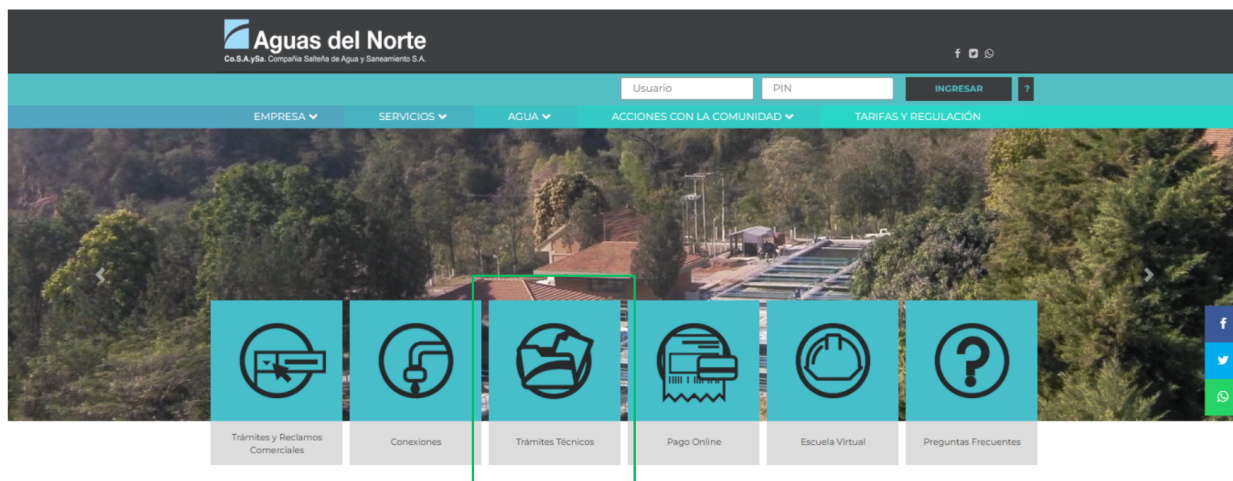 Aguas del Norte
Co.S.A.ySa. Compañia Salteña de Agua y Saneamiento S.A.
Usuario
PIN
INGRESAR
?
EMPRESA
SERVICIOS
AGUA
ACCIONES CON LA COMUNIDAD
TARIFAS Y REGULACIÓN
Trámites y Reclamos
Comerciales
Conexiones
Trámites Técnicos
Pago Online
Escuela Virtual
Preguntas Frecuentes